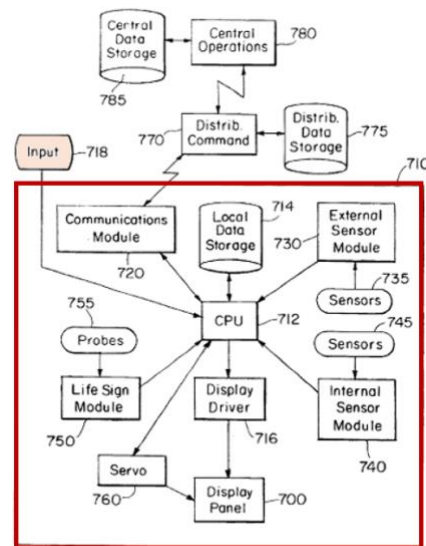 Certral Data
Storage
785
Central
Operations
780
770
Distrib.
Command
Distrib. Data
Storage
775
Input
718
710
Communications
Module
720
Local
Data
Storage
714
External
Sensor
Module
730
735
Sensors
745
Sensors
755
Probes
CPU
712
Life Sign
Module
750
Display
Driver
716
Internal
Sensor
Module
740
Servo
760
Display
Panel
700